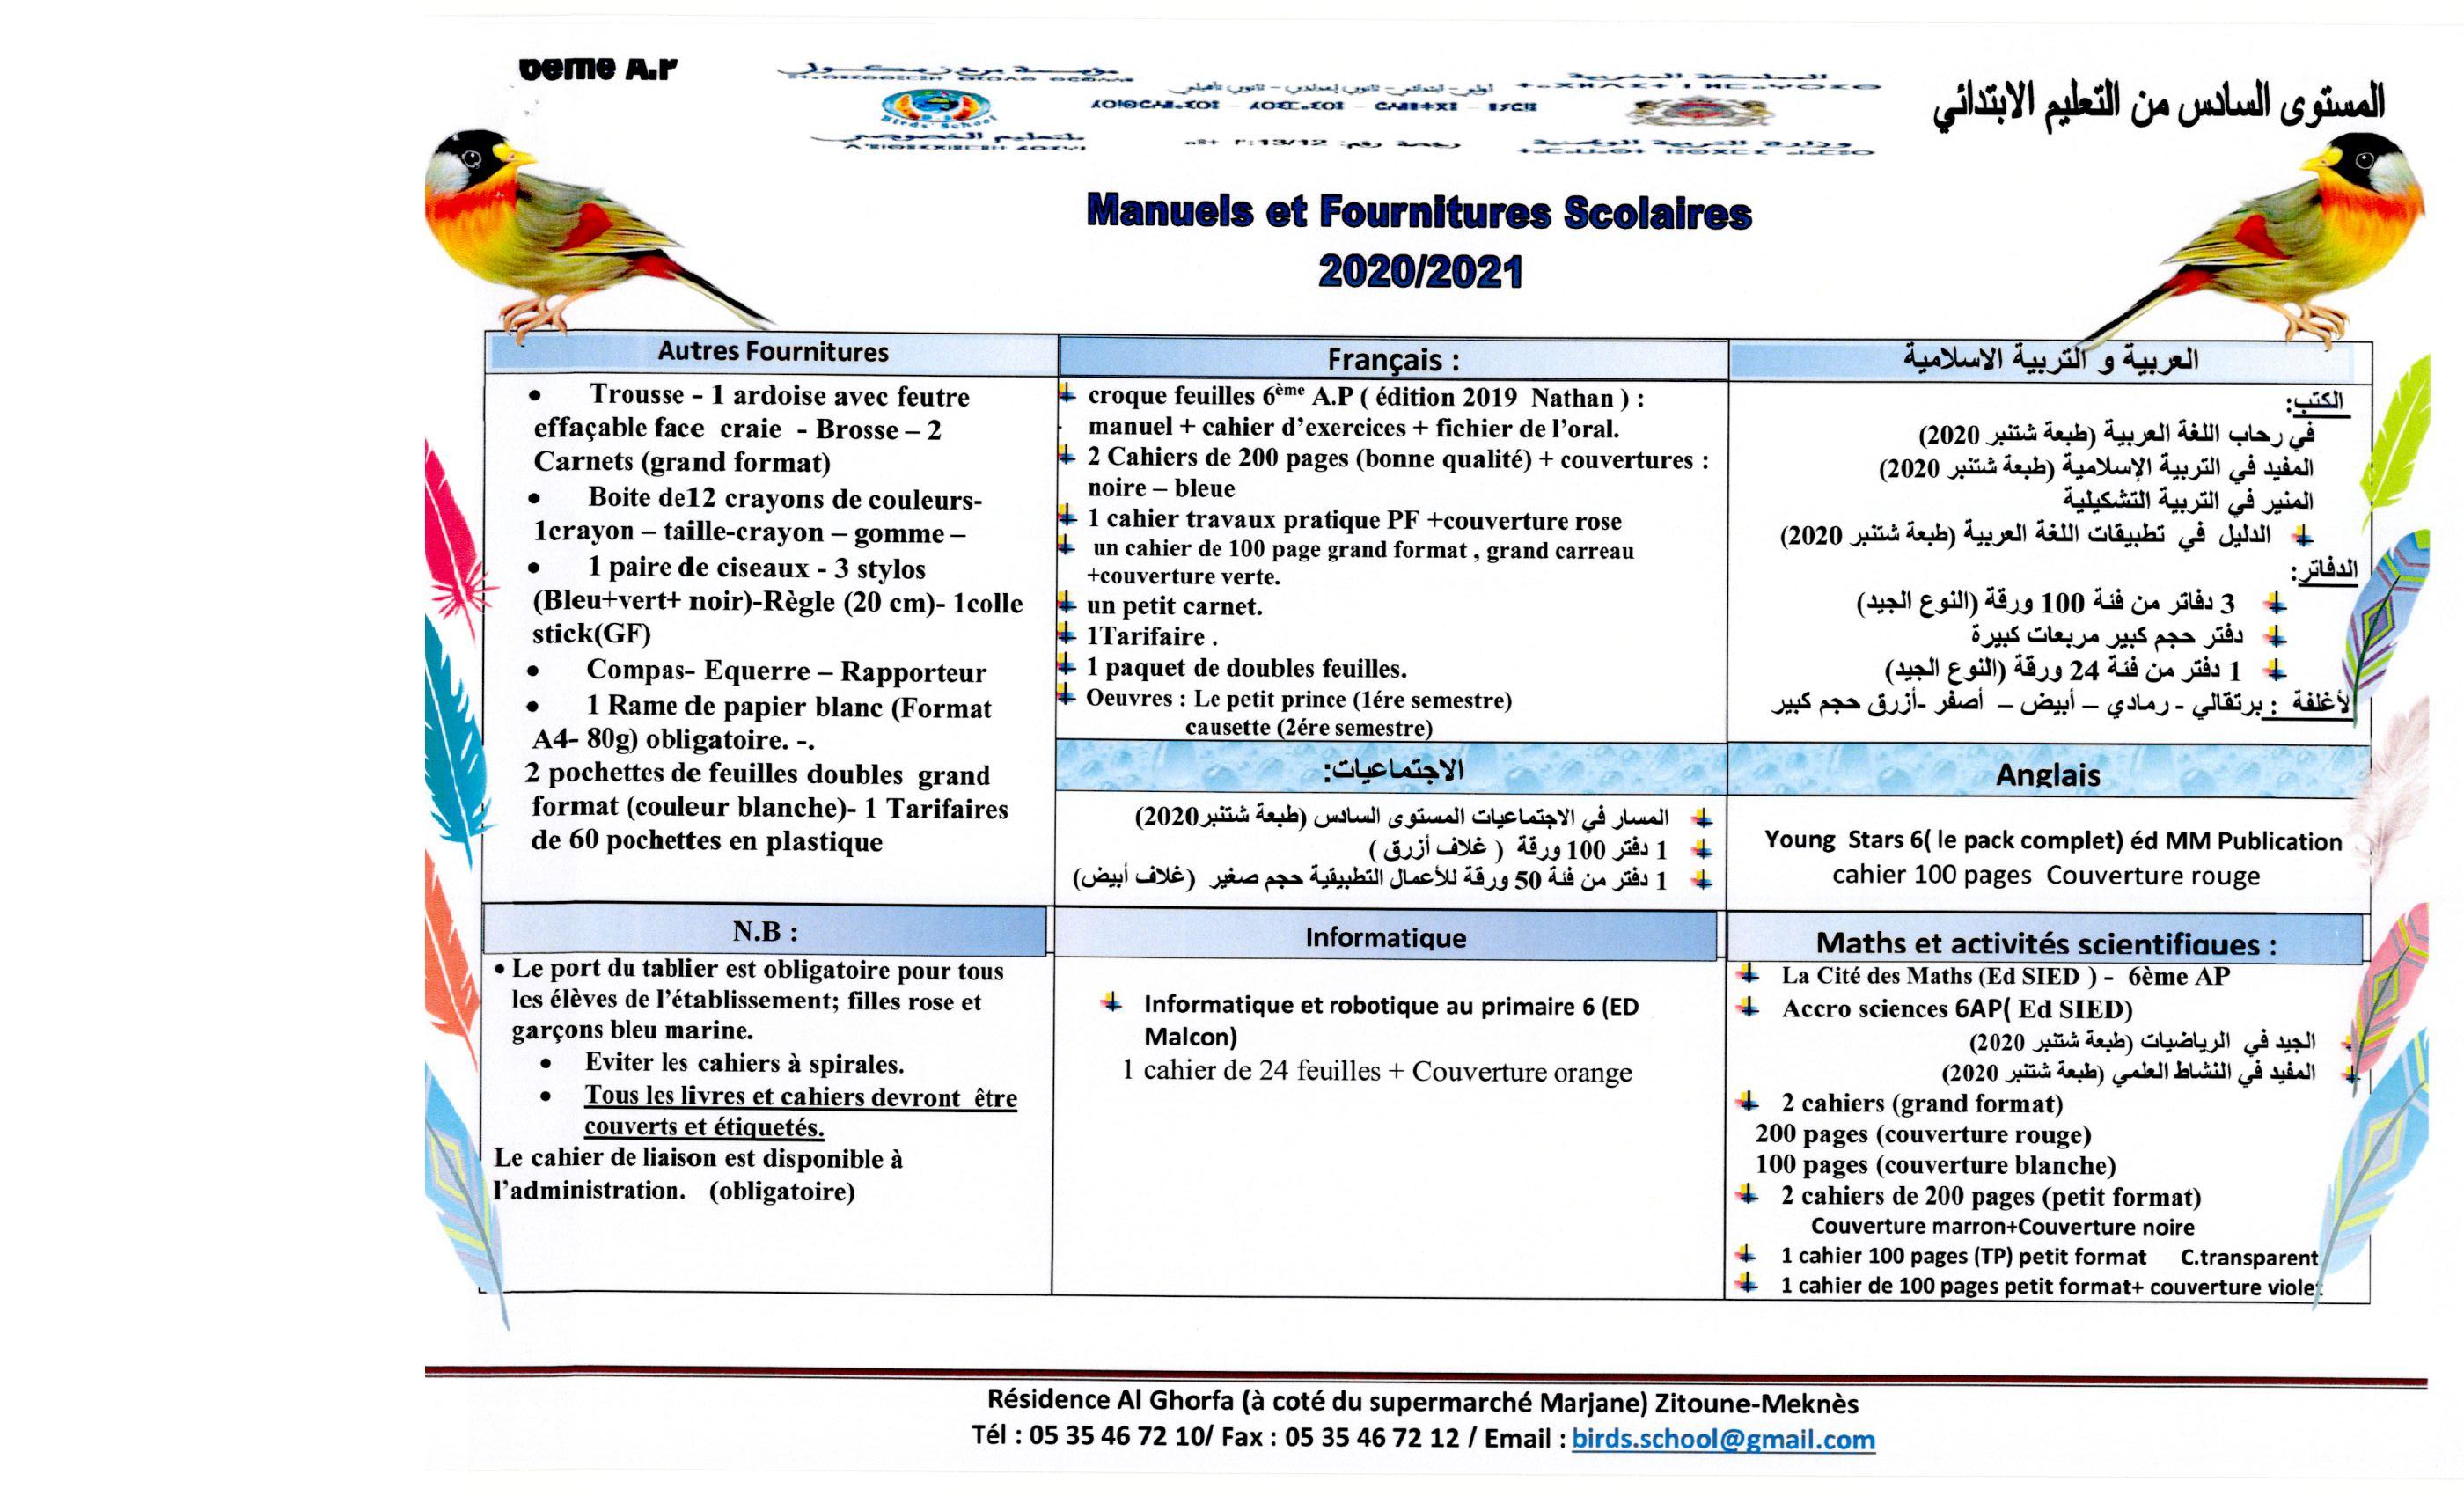 المستوى السادس من التعليم الابتدائي
Birds' School
Manuels et Fournitures Scolaires
2020/2021
Autres Fournitures
• Trousse - 1 ardoise avec feutre
effaçable face craie - Brosse – 2
Carnets (grand format)
• Boite de12 crayons de couleurs-
1crayon – taille-crayon – gomme –
• 1 paire de ciseaux - 3 stylos
(Bleu+vert+ noir)-Règle (20 cm)- 1colle
stick(GF)
• Compas- Equerre – Rapporteur
• 1 Rame de papier blanc (Format
A4- 80g) obligatoire. -.
2 pochettes de feuilles doubles grand
format (couleur blanche)- 1 Tarifaires
de 60 pochettes en plastique
Français :
croque feuilles 6ème A.P ( édition 2019 Nathan ) :
manuel + cahier d’exercices + fichier de l’oral.
2 Cahiers de 200 pages (bonne qualité) + couvertures :
noire – bleue
1 cahier travaux pratique PF +couverture rose
un cahier de 100 page grand format , grand carreau
+couverture verte.
un petit carnet.
1Tarifaire .
1 paquet de doubles feuilles.
Oeuvres : Le petit prince (1ére semestre)
causette (2ére semestre)
العربية و التربية الاسلامية
الكتب:
في رحاب اللغة العربية (طبعة شتنبر 2020)
المفيد في التربية الإسلامية (طبعة شتنبر 2020)
المنير في التربية التشكيلية
الدليل في تطبيقات اللغة العربية (طبعة شتنبر 2020)
الدفاتر:
3 دفاتر من فئة 100 ورقة (النوع الجيد)
دفتر حجم كبير مربعات كبيرة
1 دفتر من فئة 24 ورقة (النوع الجيد)
لأغلفة : برتقالي - رمادي – أبيض – أصفر -أزرق حجم كبير
الاجتماعيات:
المسار في الاجتماعيات المستوى السادس (طبعة شتنبر2020)
1 دفتر 100 ورقة ( غلاف أزرق )
1 دفتر من فئة 50 ورقة للأعمال التطبيقية حجم صغير (غلاف أبيض)
Anglais
Young Stars 6( le pack complet) éd MM Publication
cahier 100 pages Couverture rouge
N.B :
• Le port du tablier est obligatoire pour tous
les élèves de l’établissement; filles rose et
garçons bleu marine.
• Eviter les cahiers à spirales.
• Tous les livres et cahiers devront être
couverts et étiquetés.
Le cahier de liaison est disponible à
l’administration. (obligatoire)
Informatique
Informatique et robotique au primaire 6 (ED
Malcon)
1 cahier de 24 feuilles + Couverture orange
Maths et activités scientifiques :
La Cité des Maths (Ed SIED ) - 6ème AP
Accro sciences 6AP( Ed SIED)
الجيد في الرياضيات (طبعة شتنبر 2020)
المفيد في النشاط العلمي (طبعة شتنبر 2020)
2 cahiers (grand format)
200 pages (couverture rouge)
100 pages (couverture blanche)
2 cahiers de 200 pages (petit format)
Couverture marron+Couverture noire
1 cahier 100 pages (TP) petit format C.transparent
1 cahier de 100 pages petit format+ couverture violet
Résidence Al Ghorfa (à coté du supermarché Marjane) Zitoune-Meknès
Tél : 05 35 46 72 10/ Fax : 05 35 46 72 12 / Email : birds.school@gmail.com